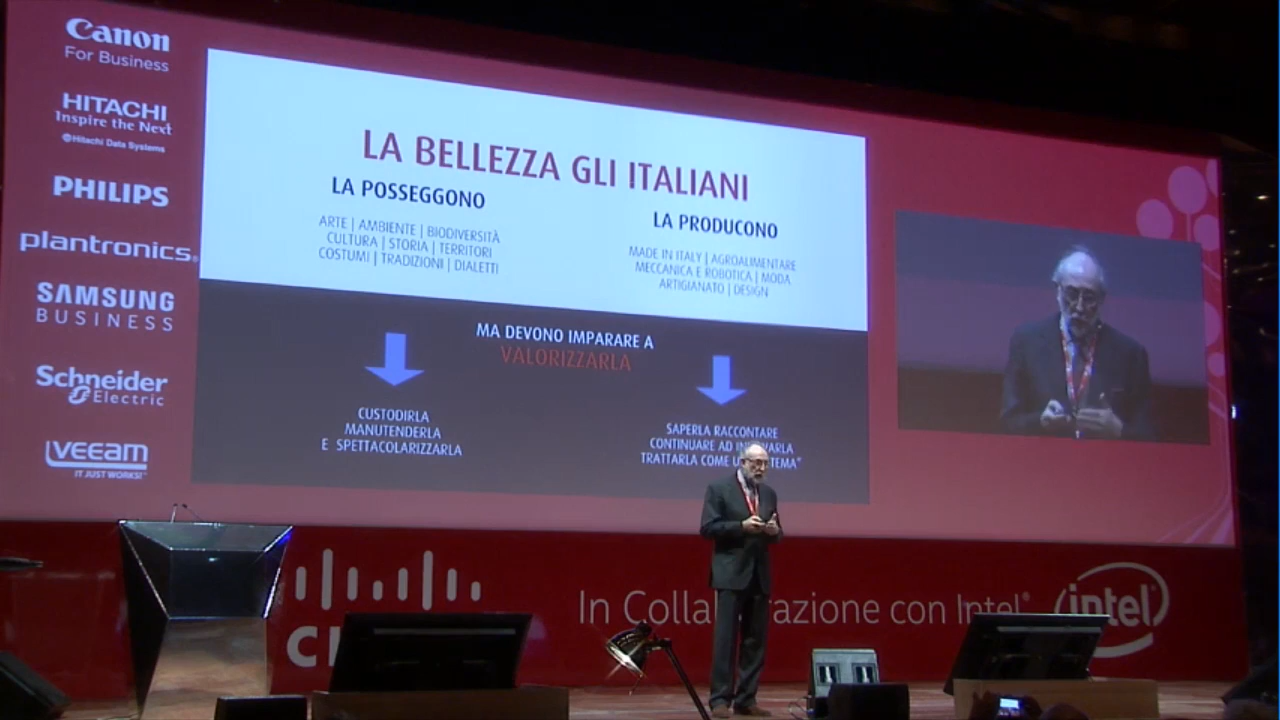 Canon
For Business
HITACHI
Inspire the Next
@Hitachi Data Systems
PHILIPS
plantronics®
SAMSUNG
BUSINESS
Schneider
Electric
VEEAM
IT JUST WORKS!™
LA BELLEZZA GLI ITALIANI
LA POSSEGGONO
ARTE | AMBIENTE | BIODIVERSITÀ
CULTURA | STORIA | TERRITORI
COSTUMI | TRADIZIONI | DIALETTI
LA PRODUCONO
MADE IN ITALY | AGROALIMENTARE
MECCANICA E ROBOTICA | MODA
ARTIGIANATO | DESIGN
MA DEVONO IMPARARE A
VALORIZZARLA
CUSTODIRLA
MANUTENDERLA
E SPETTACOLARIZZARLA
SAPERLA RACCONTARE
CONTINUARE AD
TRATTARLA COME
In con Intel®
intel